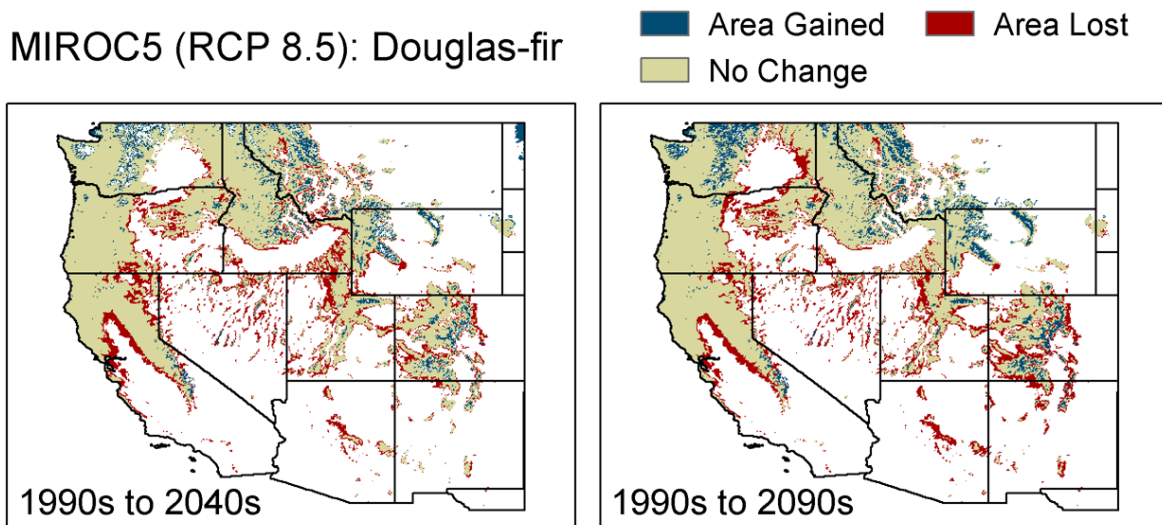 MIROC5 (RCP 8.5): Douglas-fir
Area Gained
Area Lost
No Change
1990s to 2040s
1990s to 2090s